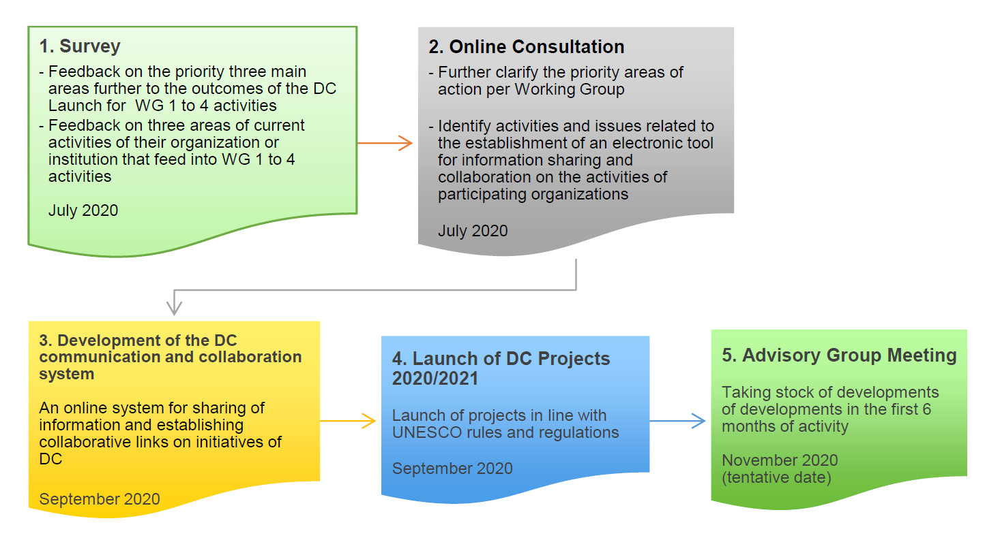 1. Survey
- Feedback on the priority three main
areas further to the outcomes of the DC
Launch for  WG 1 to 4 activities
- Feedback on three areas of current
activities of their organization or
institution that feed into WG 1 to 4
activities
July 2020
2. Online Consultation
- Further clarify the priority areas of
action per Working Group
- Identify activities and issues related to
the establishment of an electronic tool
for information sharing and
collaboration on the activities of
participating organizations
July 2020
3. Development of the DC
communication and collaboration
system
An online system for sharing of
information and establishing
collaborative links on initiatives of
DC
September 2020
4. Launch of DC Projects
2020/2021
Launch of projects in line with
UNESCO rules and regulations
September 2020
5. Advisory Group Meeting
Taking stock of developments
of developments in the first 6
months of activity
November 2020
(tentative date)